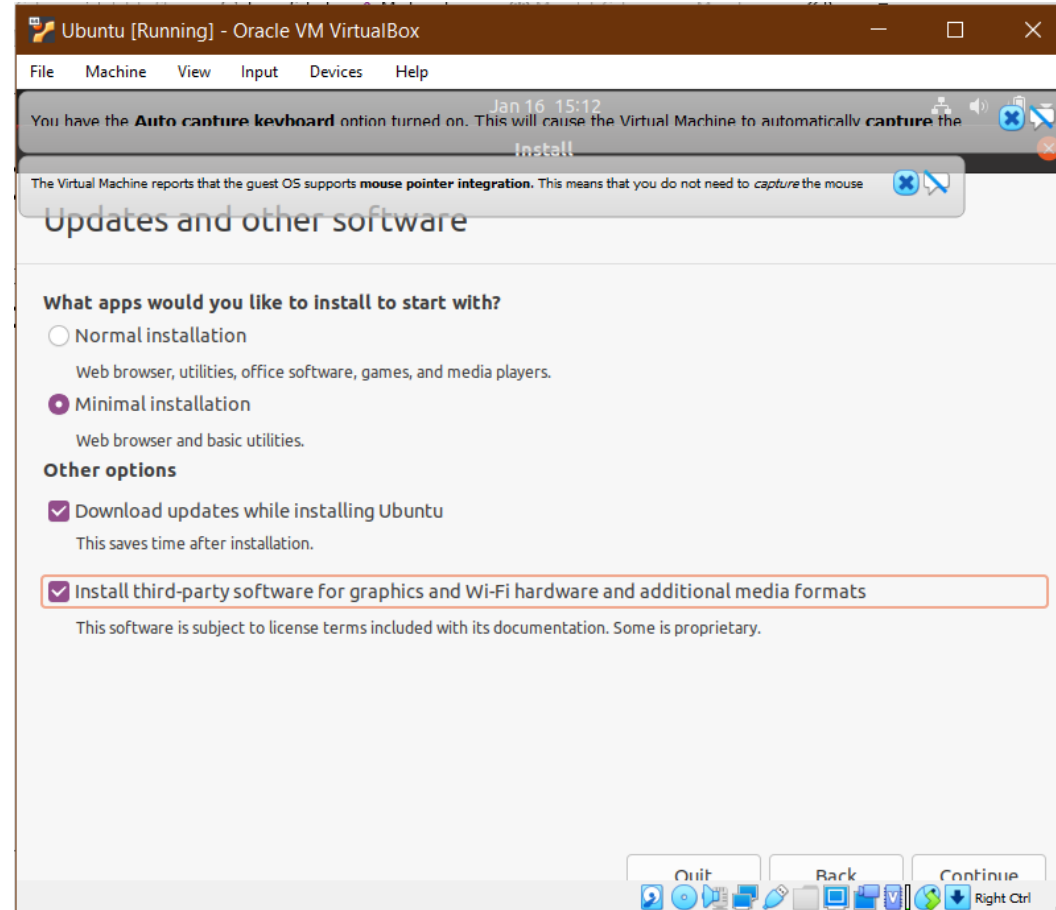 Ubuntu [Running] - Oracle VM VirtualBox
File Machine View Input Devices Help
Jan 16 15:12
You have the Auto capture keyboard option turned on. This will cause the Virtual Machine to automatically capture the
Install
The Virtual Machine reports that the guest OS supports mouse pointer integration. This means that you do not need to capture the mouse
Updates and other software
What apps would you like to install to start with?
Normal installation
Web browser, utilities, office software, games, and media players.
Minimal installation
Web browser and basic utilities.
Other options
Download updates while installing Ubuntu
This saves time after installation.
Install third-party software for graphics and Wi-Fi hardware and additional media formats
This software is subject to license terms included with its documentation. Some is proprietary.
Quit Back Continue
Right Ctrl